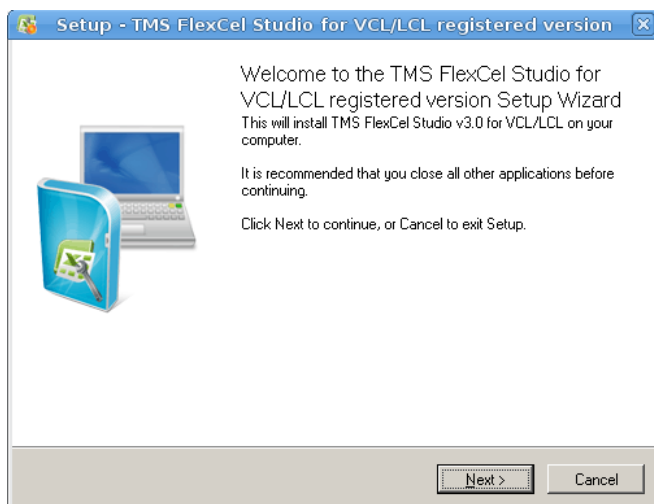 Setup - TMS FlexCel Studio for VCL/LCL registered version
Welcome to the TMS FlexCel Studio for
VCL/LCL registered version Setup Wizard
This will install TMS FlexCel Studio v3.0 for VCL/LCL on your
computer.
It is recommended that you close all other applications before
continuing.
Click Next to continue, or Cancel to exit Setup.
Next >
Cancel